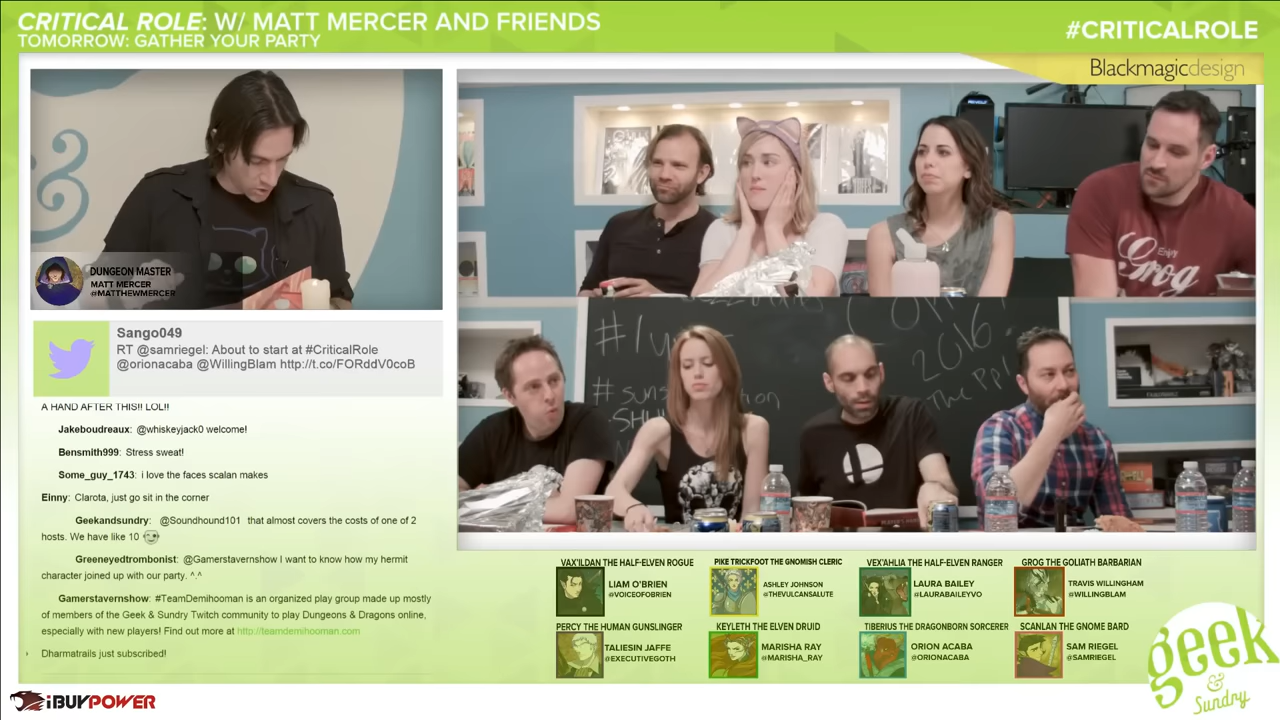 CRITICAL ROLE: W/ MATT MERCER AND FRIENDS
TOMORROW: GATHER YOUR PARTY
#CRITICALROLE
Blackmagicdesign
DUNGEON MASTER
MATT MERCER
@MATTHEWMERCER
Sango049
RT @samriegel: About to start at #CriticalRole
@orionacaba @WillingBlam http://t.co/FORddV0coB
A HAND AFTER THIS!! LOL!!
Jakeboudreaux: @whiskeyjack0 welcome!
Bensmith999: Stress sweat!
Some_guy_1743: i love the faces scalan makes
Einny: Clarota, just go sit in the corner
Geekandsundry: @Soundhound101 that almost covers the costs of one of 2
hosts. We have like 10
Greeneyedtrombonist: @Gamerstavernshow I want to know how my hermit
character joined up with our party. ^.^
Gamerstavernshow: #TeamDemihooman is an organized play group made up mostly
of members of the Geek & Sundry Twitch community to play Dungeons & Dragons online,
especially with new players! Find out more at http://teamdemihooman.com
Dharmatrails just subscribed!
iBUYPOWER
Grog
2016
The
VAX'ILDAN THE HALF-ELVEN ROGUE
LIAM O'BRIEN
@VOICEOFOBRIEN
PIKE TRICKFOOT THE GNOMISH CLERIC
ASHLEY JOHNSON
@THEVULCANSALUTE
VEX'AHLIA THE HALF-ELVEN RANGER
LAURA BAILEY
@LAURABAILEYVO
GROG THE GOLIATH BARBARIAN
TRAVIS WILLINGHAM
@WILLINGBLAM
PERCY THE HUMAN GUNSLINGER
TALIESIN JAFFE
@EXECUTIVEGOTH
KEYLETH THE ELVEN DRUID
MARISHA RAY
@MARISHA_RAY
TIBERIUS THE DRAGONBORN SORCERER
ORION ACABA
@ORIONACABA
SCANLAN THE GNOME BARD
SAM RIEGEL
@SAMRIEGEL
geek
&
Sundry